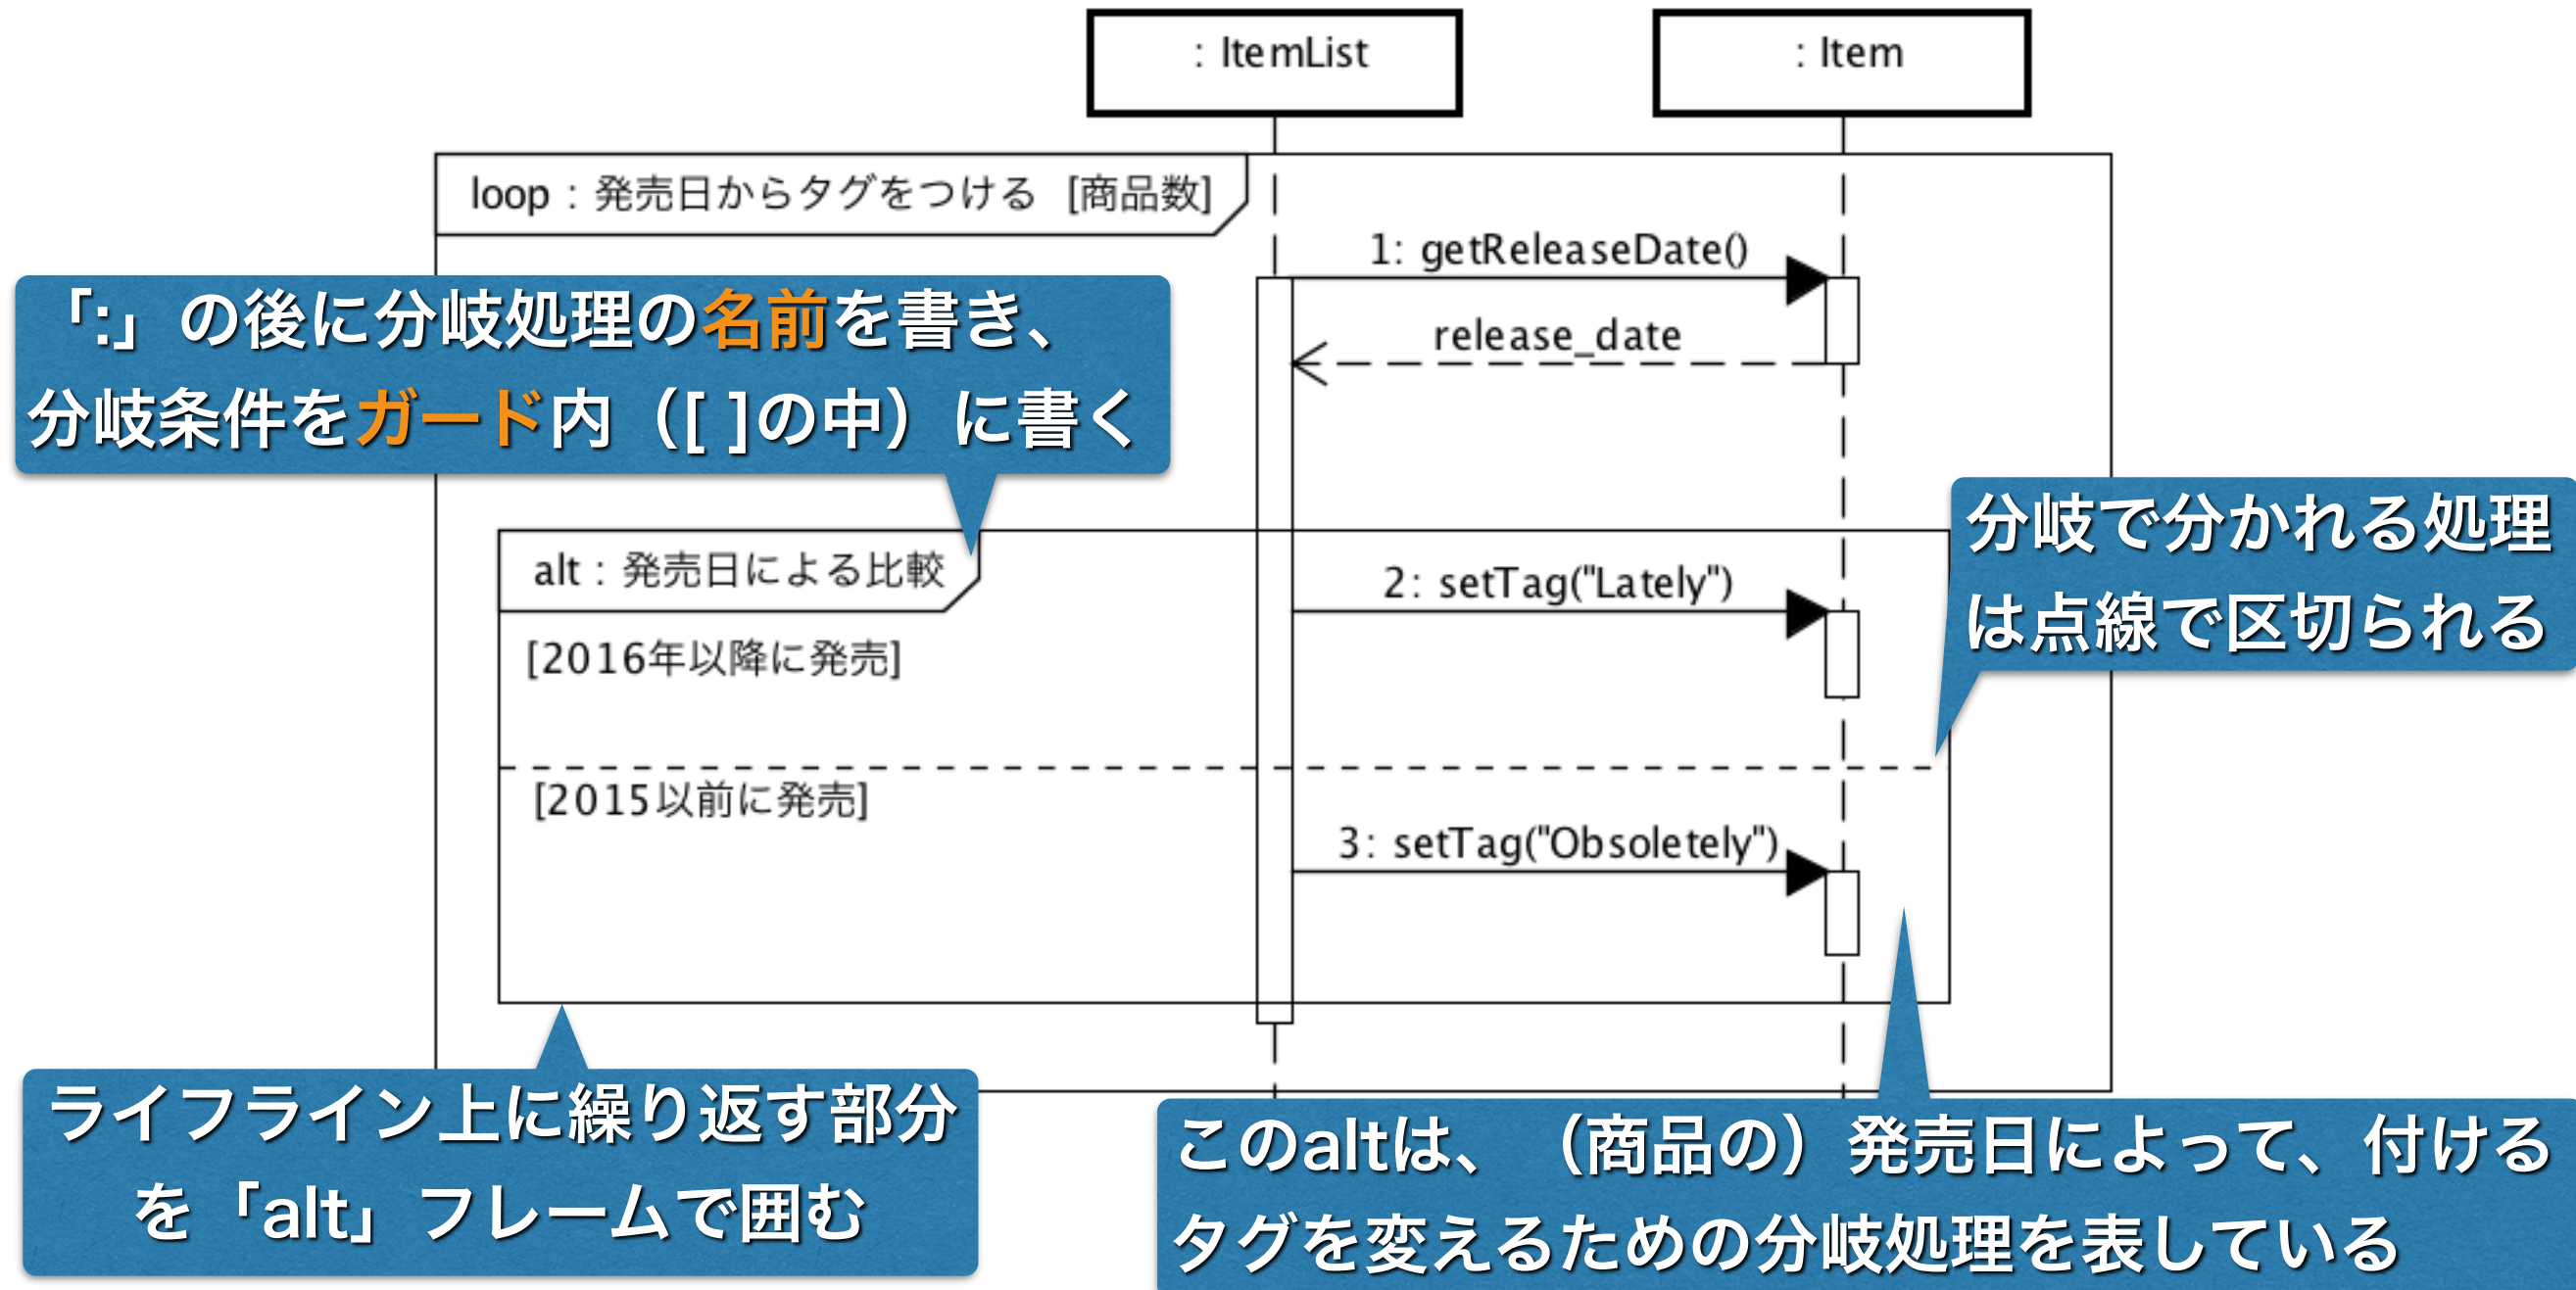 : ItemList
: Item
loop : 発売日からタグをつける [商品数]
1: getReleaseDate()
release_date
「:」の後に分岐処理の名前を書き、
分岐条件をガード内（[ ]の中）に書く
分岐で分かれる処理
は点線で区切られる
alt : 発売日による比較
2: setTag("Lately")
[2016年以降に発売]
[2015以前に発売]
3: setTag("Obsoletely")
ライフライン上に繰り返す部分
を「alt」フレームで囲む
このaltは、（商品の）発売日によって、付ける
タグを変えるための分岐処理を表している